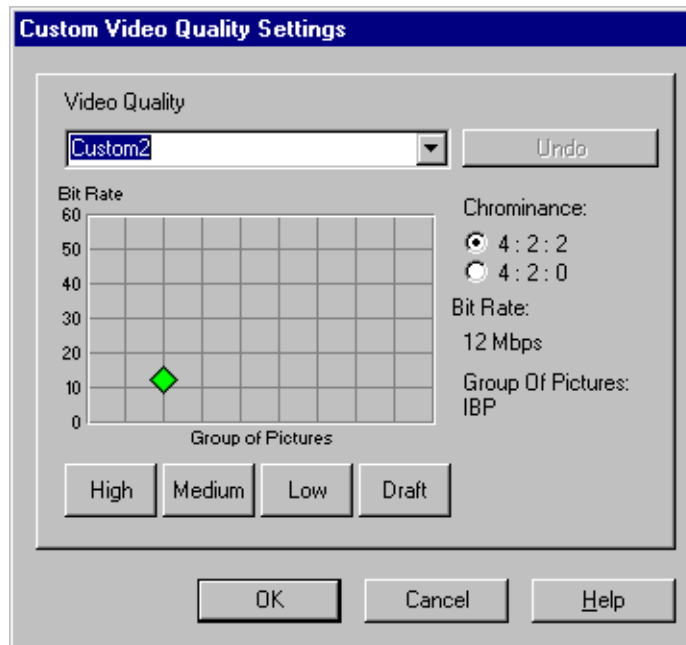 Custom Video Quality Settings
Video Quality
Custom2
Undo
Bit Rate
60
50
40
30
20
10
0
Group of Pictures
Chrominance:
4 : 2 : 2
4 : 2 : 0
Bit Rate:
12 Mbps
Group Of Pictures:
IBP
High
Medium
Low
Draft
OK
Cancel
Help